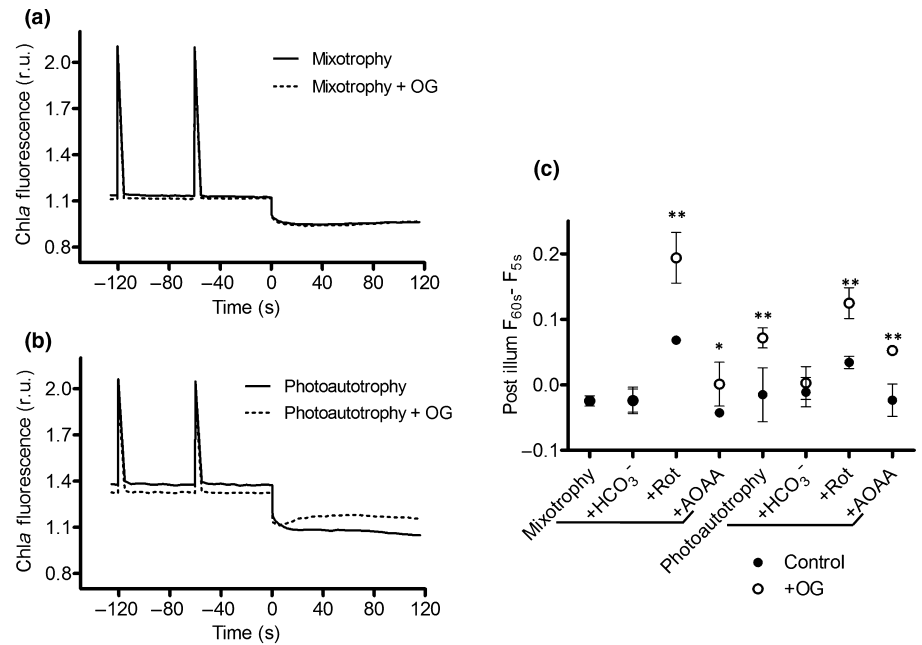 (a)
Chla fluorescence (r.u.)
2.0
1.7
1.4
1.1
0.8
Mixotrophy
Mixotrophy + OG
−120 −80 −40 0 40 80 120
Time (s)
(b)
Chla fluorescence (r.u.)
2.0
1.7
1.4
1.1
0.8
Photoautotrophy
Photoautotrophy + OG
−120 −80 −40 0 40 80 120
Time (s)
(c)
Post illum F60s- F5s
0.2
0.1
0.0
−0.1
**
*
**
**
**
Mixotrophy
+HCO3-
+Rot
+AOAA
Photoautotrophy
+HCO3-
+Rot
+AOAA
Control
+OG